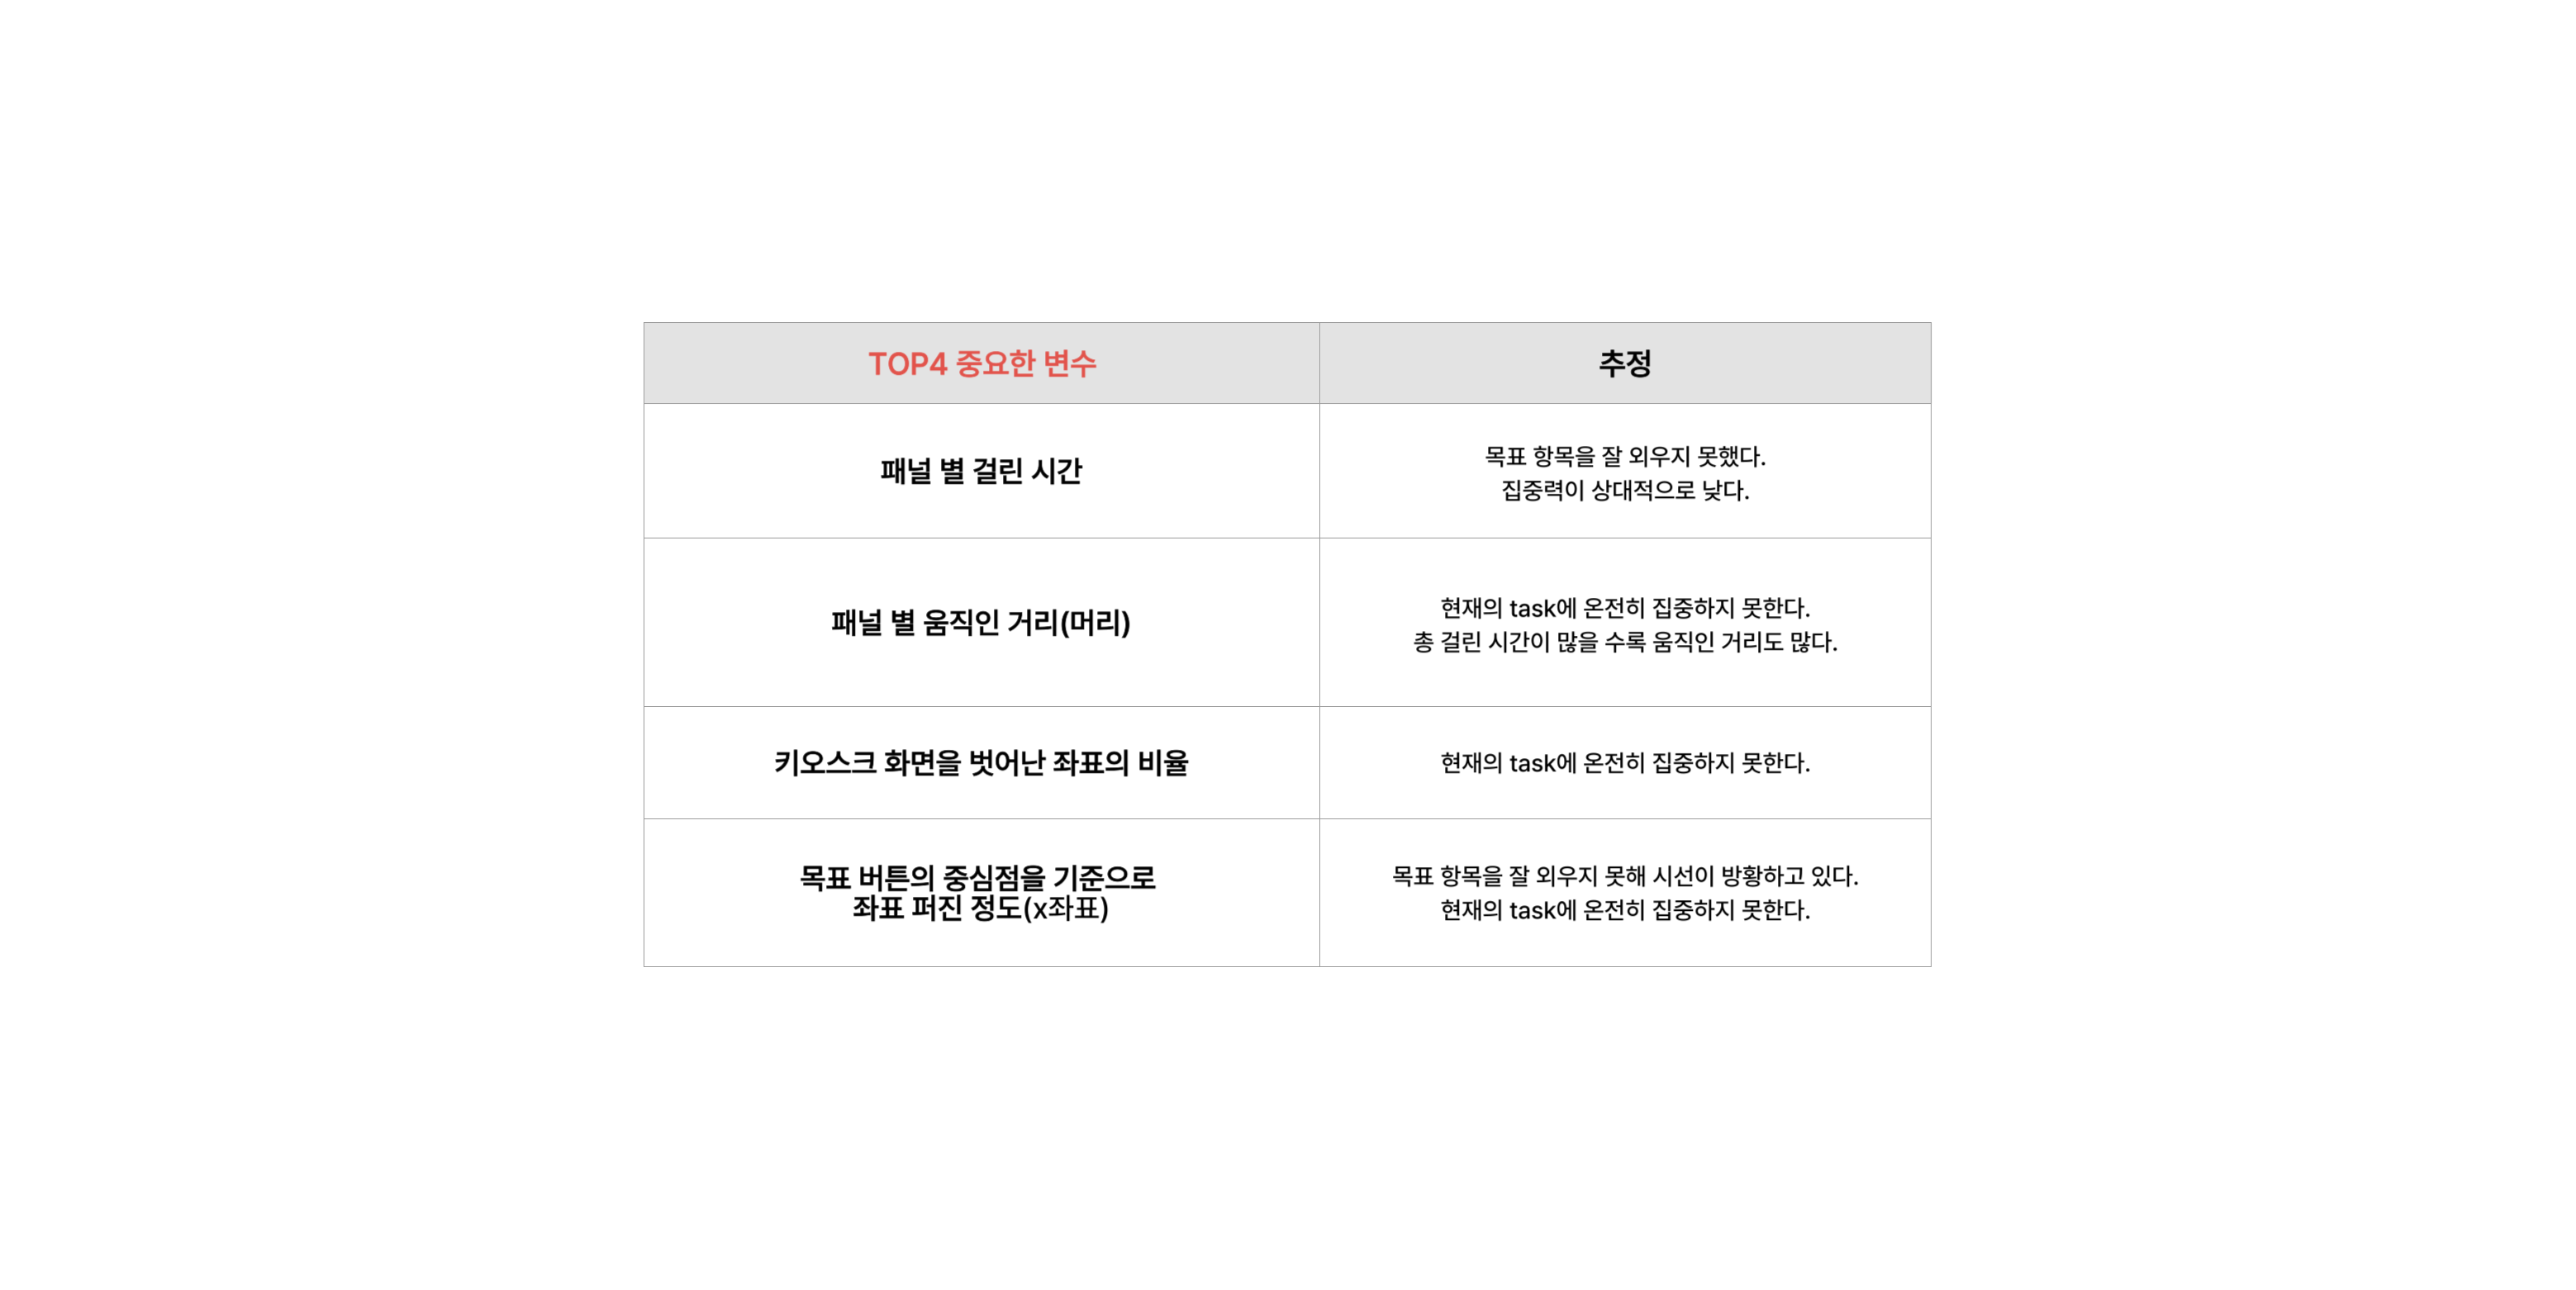 TOP4 중요한 변수
추정
패널 별 걸린 시간
목표 항목을 잘 외우지 못했다.
집중력이 상대적으로 낮다.
패널 별 움직인 거리(머리)
현재의 task에 온전히 집중하지 못한다.
총 걸린 시간이 많을 수록 움직인 거리도 많다.
키오스크 화면을 벗어난 좌표의 비율
현재의 task에 온전히 집중하지 못한다.
목표 버튼의 중심점을 기준으로
좌표 퍼진 정도(x좌표)
목표 항목을 잘 외우지 못해 시선이 방황하고 있다.
현재의 task에 온전히 집중하지 못한다.